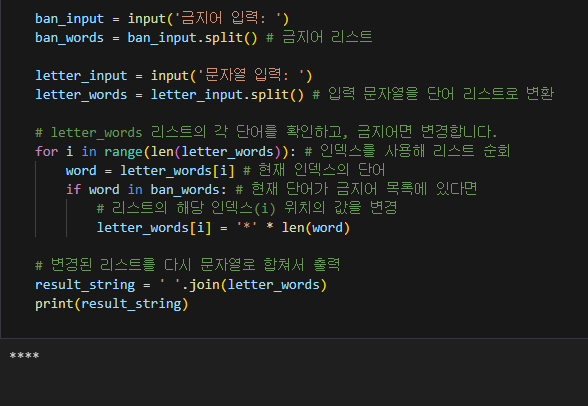 ban_input = input('금지어 입력: ')
ban_words = ban_input.split() # 금지어 리스트
letter_input = input('문자열 입력: ')
letter_words = letter_input.split() # 입력 문자열을 단어 리스트로 변환
# letter_words 리스트의 각 단어를 확인하고, 금지어면 변경합니다.
for i in range(len(letter_words)): # 인덱스를 사용해 리스트 순회
word = letter_words[i] # 현재 인덱스의 단어
if word in ban_words: # 현재 단어가 금지어 목록에 있다면
# 리스트의 해당 인덱스(i) 위치의 값을 변경
letter_words[i] = '*' * len(word)
# 변경된 리스트를 다시 문자열로 합쳐서 출력
result_string = ' '.join(letter_words)
print(result_string)
****